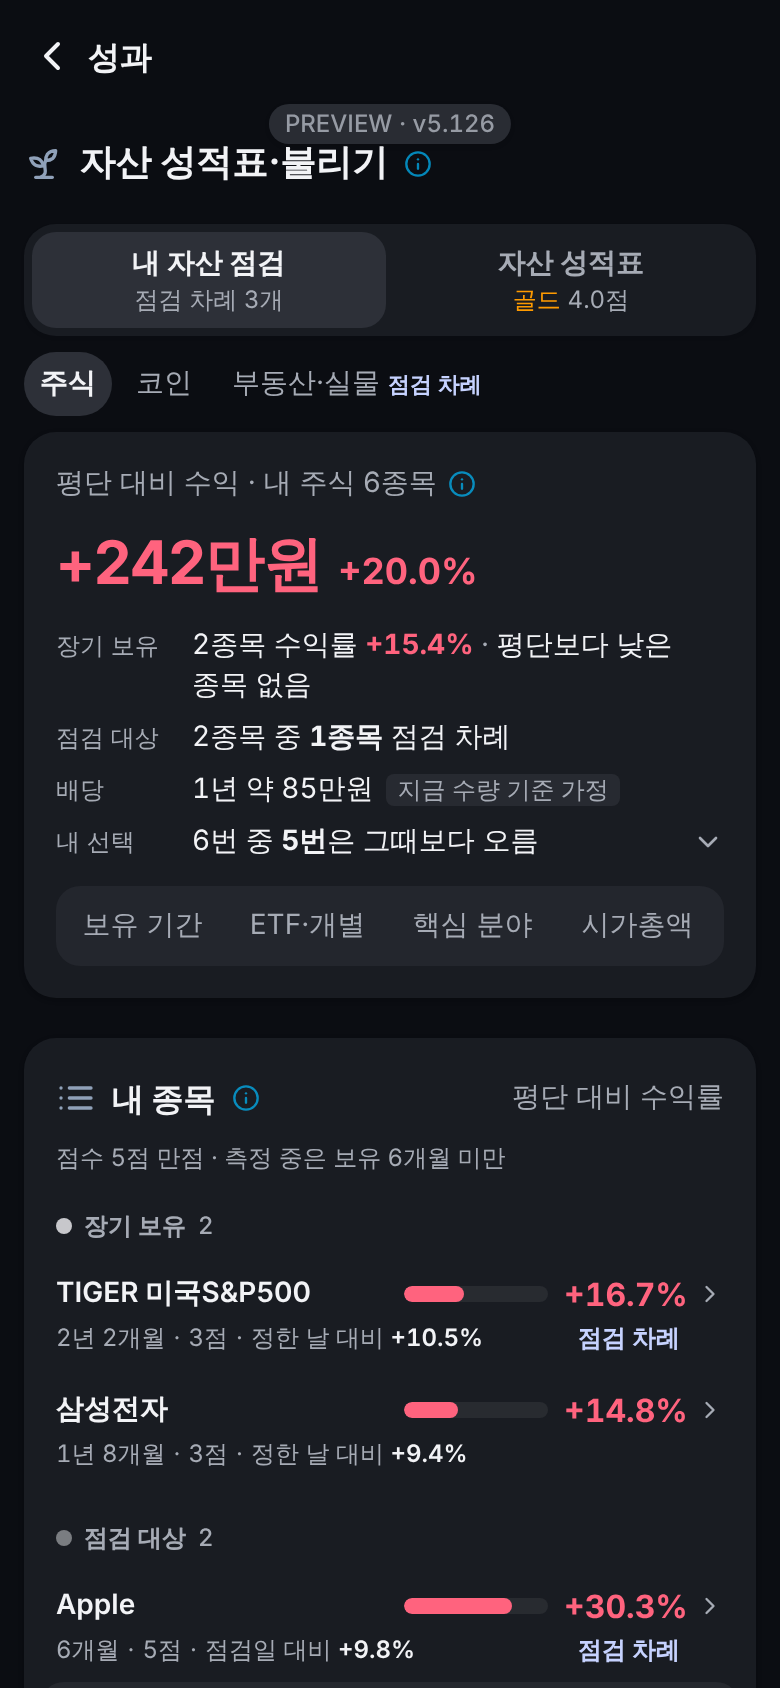 성과
PREVIEW · v5.126
자산 성적표·불리기
내 자산 점검
점검 차례 3개
자산 성적표
골드 4.0점
주식
코인
부동산·실물 점검 차례
평단 대비 수익 · 내 주식 6종목
+242만원 +20.0%
장기 보유 2종목 수익률 +15.4% · 평단보다 낮은
종목 없음
점검 대상 2종목 중 1종목 점검 차례
배당 1년 약 85만원 지금 수량 기준 가정
내 선택 6번 중 5번은 그때보다 오름
보유 기간 ETF·개별 핵심 분야 시가총액
내 종목 평단 대비 수익률
점수 5점 만점 · 측정 중은 보유 6개월 미만
장기 보유 2
TIGER 미국S&P500 +16.7%
2년 2개월 · 3점 · 정한 날 대비 +10.5% 점검 차례
삼성전자 +14.8%
1년 8개월 · 3점 · 정한 날 대비 +9.4%
점검 대상 2
Apple +30.3%
6개월 · 5점 · 점검일 대비 +9.8% 점검 차례